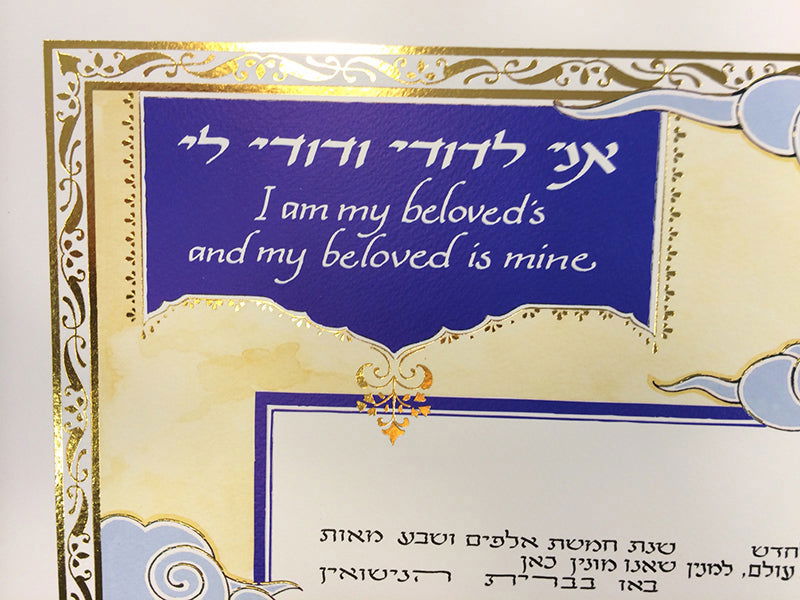 אני לדודי ודודי לי
I am my beloved's
and my beloved is mine
לחדש שנת חמשת אלפים ושבע מאות
עולם, למנין שאנו מונין כאן
באו בברית הנישואין